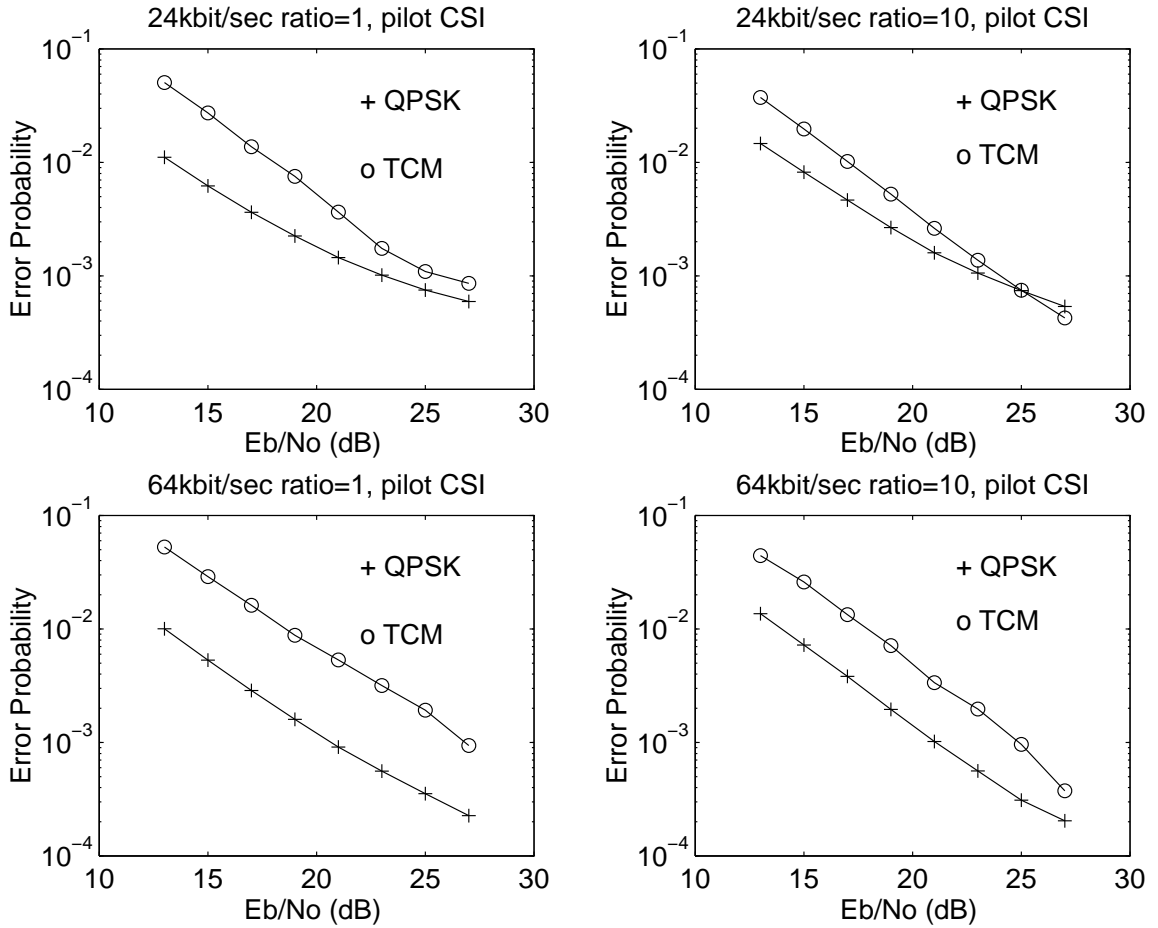 24kbit/sec ratio=1, pilot CSI
10−1
10−2
10−3
10−4
Error Probability
+ QPSK
o TCM
10 15 20 25 30
Eb/No (dB)
24kbit/sec ratio=10, pilot CSI
10−1
10−2
10−3
10−4
Error Probability
+ QPSK
o TCM
10 15 20 25 30
Eb/No (dB)
64kbit/sec ratio=1, pilot CSI
10−1
10−2
10−3
10−4
Error Probability
+ QPSK
o TCM
10 15 20 25 30
Eb/No (dB)
64kbit/sec ratio=10, pilot CSI
10−1
10−2
10−3
10−4
Error Probability
+ QPSK
o TCM
10 15 20 25 30
Eb/No (dB)